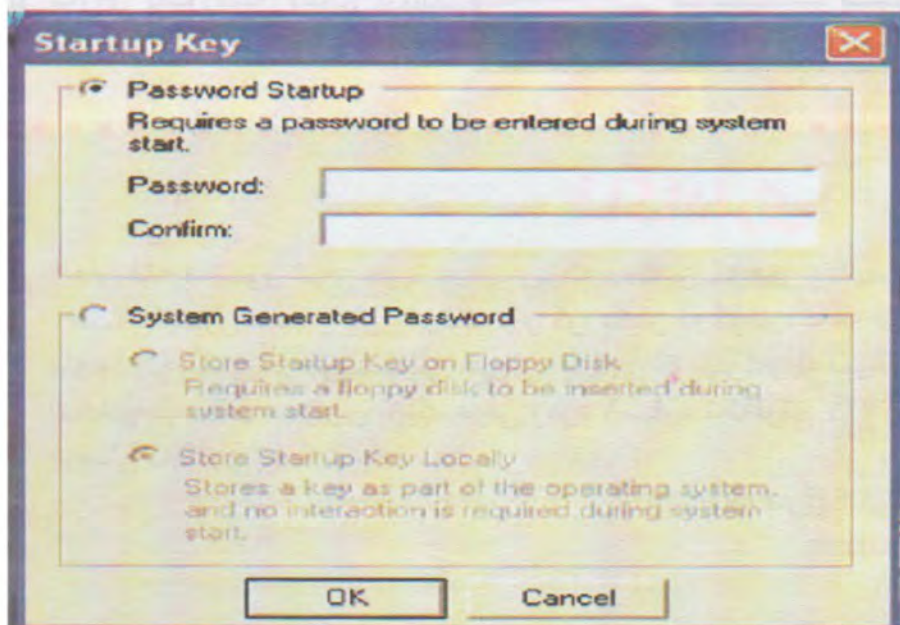 Startup Key
Password Startup
Requires a password to be entered during system
start.
Password:
Confirm:
System Generated Password
Store Startup Key on Floppy Disk
Requires a floppy disk to be inserted during
system start.
Store Startup Key Locally
Stores a key as part of the operating system,
and no interaction is required during system
start.
OK
Cancel